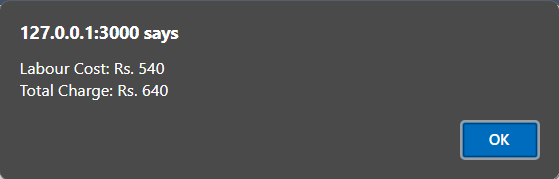 127.0.0.1:3000 says
Labour Cost: Rs. 540
Total Charge: Rs. 640
OK